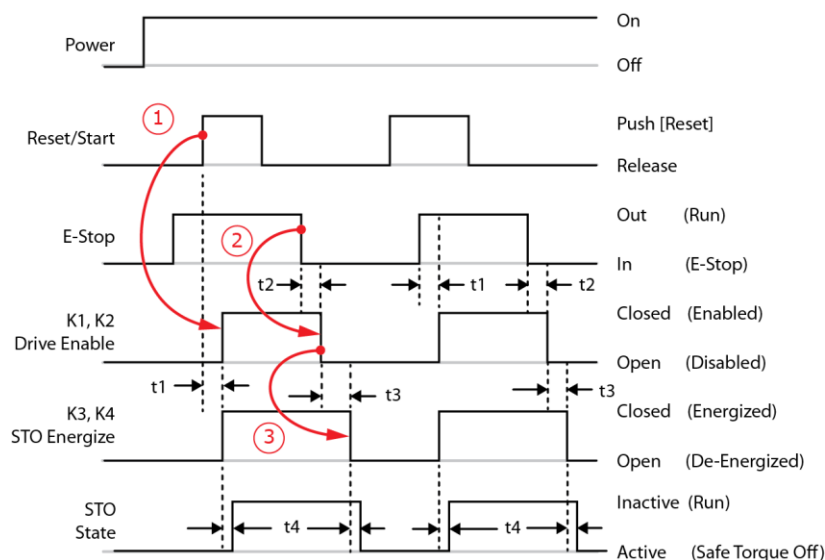 Power
On
Off
1
Reset/Start
Push [Reset]
Release
E-Stop
2
Out (Run)
In (E-Stop)
t2
t1
t2
K1, K2
Drive Enable
Closed (Enabled)
Open (Disabled)
t1
t3
t3
K3, K4
STO Energize
3
Closed (Energized)
Open (De-Energized)
STO
State
t4
t4
Inactive (Run)
Active (Safe Torque Off)